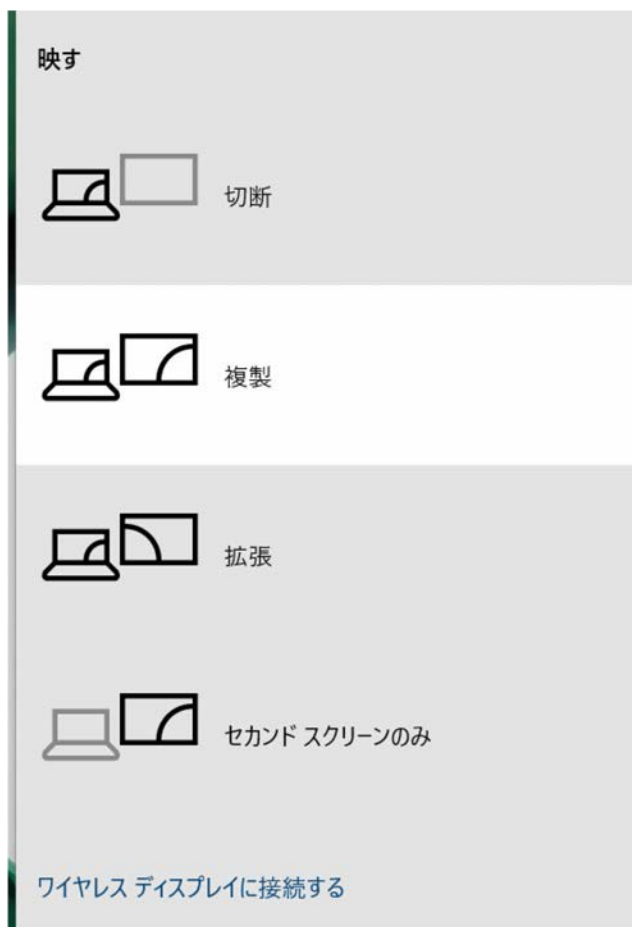 映す
切断
複製
拡張
セカンド スクリーンのみ
ワイヤレス ディスプレイに接続する